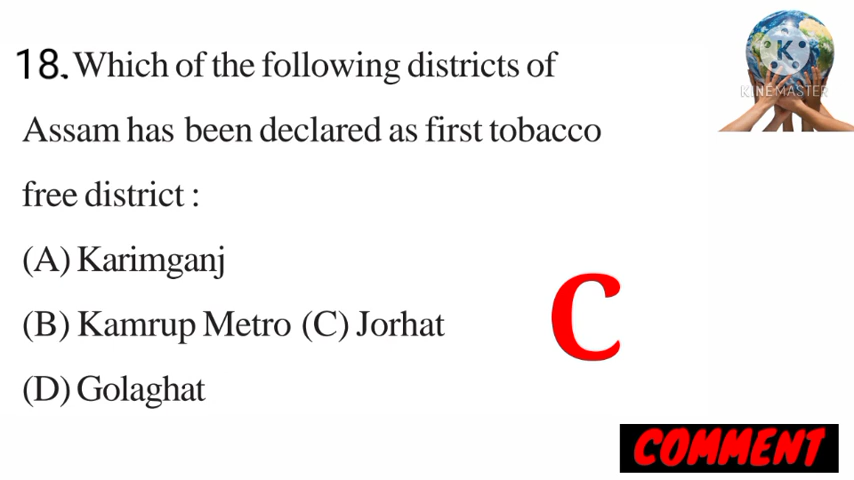 18. Which of the following districts of
Assam has been declared as first tobacco
free district :
(A) Karimganj
(B) Kamrup Metro (C) Jorhat
(D) Golaghat
C
COMMENT
K
KINEMASTER